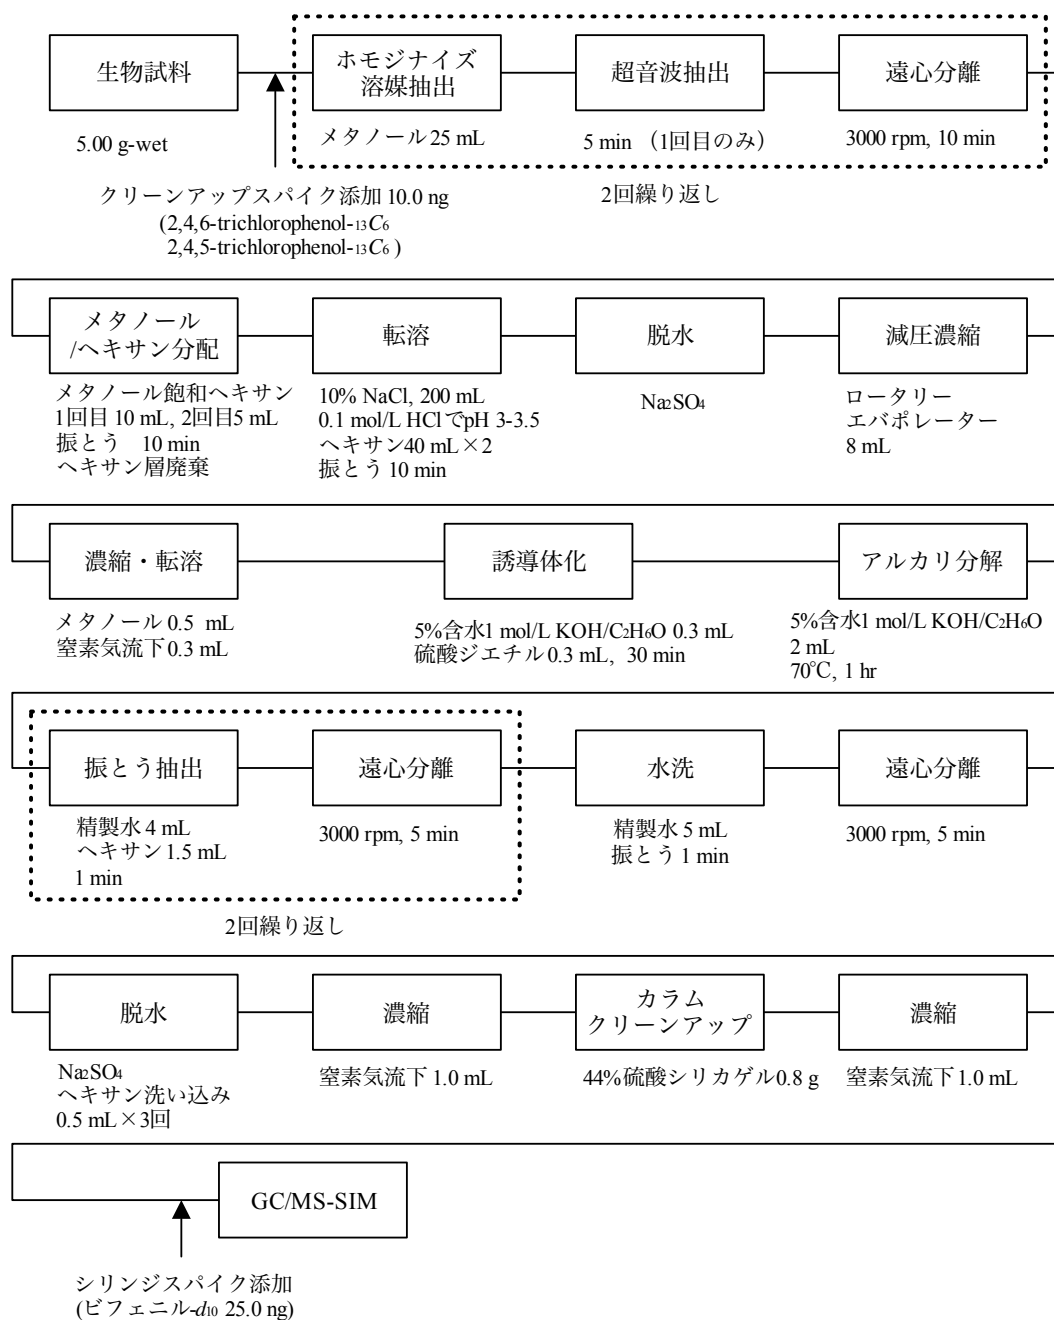 生物試料
ホモジナイズ
溶媒抽出
超音波抽出
遠心分離
5.00 g-wet
メタノール 25 mL
5 min （1回目のみ）
3000 rpm, 10 min
2回繰り返し
クリーンアップスパイク添加 10.0 ng
(2,4,6-trichlorophenol-13C6
2,4,5-trichlorophenol-13C6 )
メタノール
/ヘキサン分配
転溶
脱水
減圧濃縮
メタノール飽和ヘキサン
1回目 10 mL, 2回目5 mL
振とう　10 min
ヘキサン層廃棄
10% NaCl, 200 mL
0.1 mol/L HClでpH 3-3.5
ヘキサン40 mL×2
振とう 10 min
Na2SO4
ロータリー
エバポレーター
8 mL
濃縮・転溶
誘導体化
アルカリ分解
メタノール 0.5 mL
窒素気流下 0.3 mL
5%含水1 mol/L KOH/C2H6O 0.3 mL
硫酸ジエチル 0.3 mL, 30 min
5%含水1 mol/L KOH/C2H6O
2 mL
70℃, 1 hr
振とう抽出
遠心分離
水洗
遠心分離
精製水 4 mL
ヘキサン 1.5 mL
1 min
3000 rpm, 5 min
精製水 5 mL
振とう 1 min
3000 rpm, 5 min
2回繰り返し
脱水
濃縮
カラム
クリーンアップ
濃縮
Na2SO4
ヘキサン洗い込み
0.5 mL×3回
窒素気流下 1.0 mL
44%硫酸シリカゲル0.8 g
窒素気流下 1.0 mL
GC/MS-SIM
シリンジスパイク添加
(ビフェニル-d10 25.0 ng)